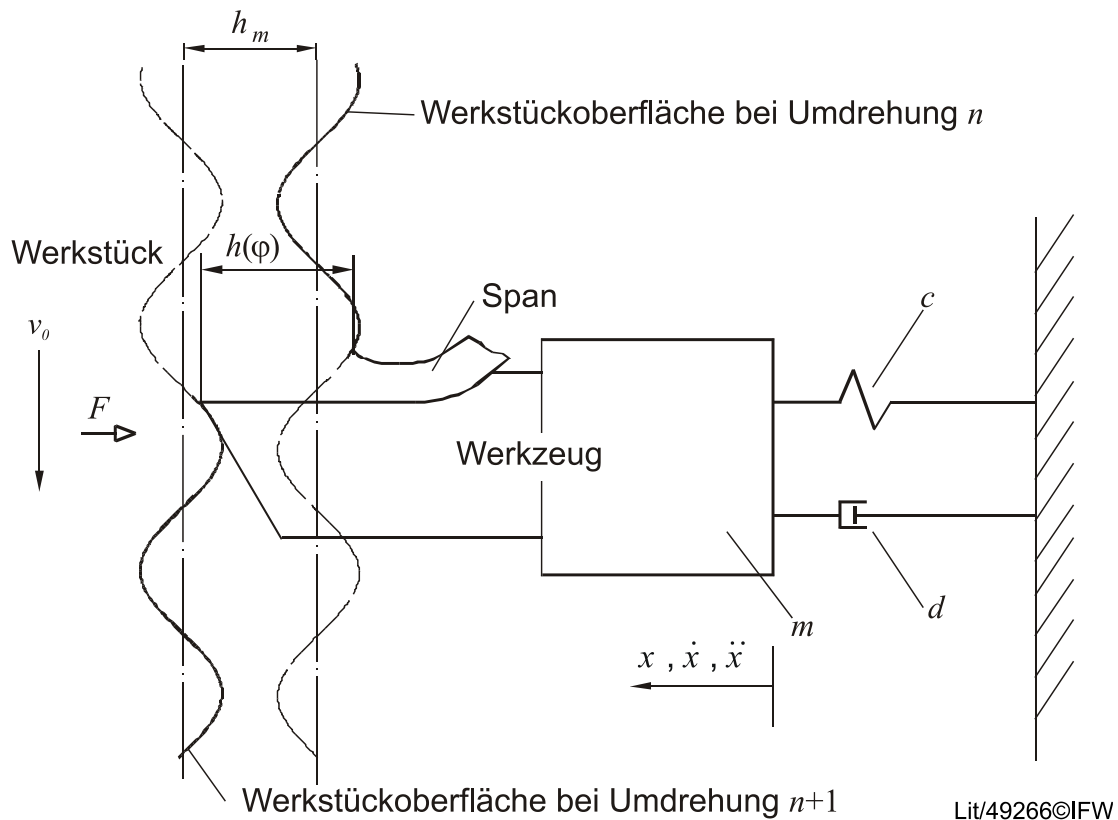 h m
Werkstückoberfläche bei Umdrehung n
Werkstück
h(φ)
Span
c
v₀
F
Werkzeug
d
m
x , ẋ , ẍ
Werkstückoberfläche bei Umdrehung n+1
Lit/49266©IFW